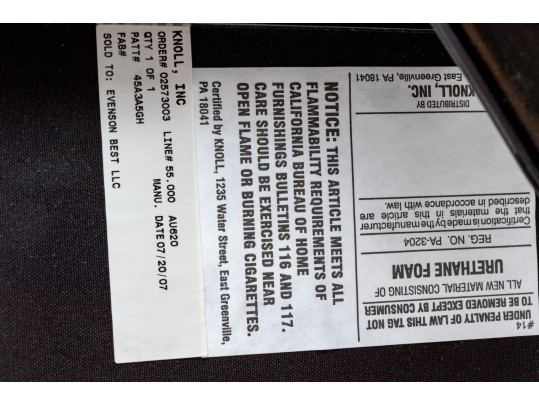 KNOLL, INC
ORDER# 02573003 LINE# 55.000 AU620
QTY 1 OF 1 MANU. DATE 07/20/07
PATT# 45A3A5GH
FAB#
SOLD TO: EVENSON BEST LLC
NOTICE: THIS ARTICLE MEETS ALL
FLAMMABILITY REQUIREMENTS OF
CALIFORNIA BUREAU OF HOME
FURNISHINGS BULLETINS 116 AND 117.
CARE SHOULD BE EXERCISED NEAR
OPEN FLAME OR BURNING CIGARETTES.
Certified by KNOLL, 1235 Water Street, East Greenville,
PA 18041
#14
UNDER PENALTY OF LAW THIS TAG NOT
TO BE REMOVED EXCEPT BY CONSUMER
ALL NEW MATERIAL CONSISTING OF
URETHANE FOAM
REG. NO. PA-3204
Certification is made by the manufacturer
that the materials in this article are
described in accordance with law.
DISTRIBUTED BY
KNOLL, INC.
East Greenville, PA 18041